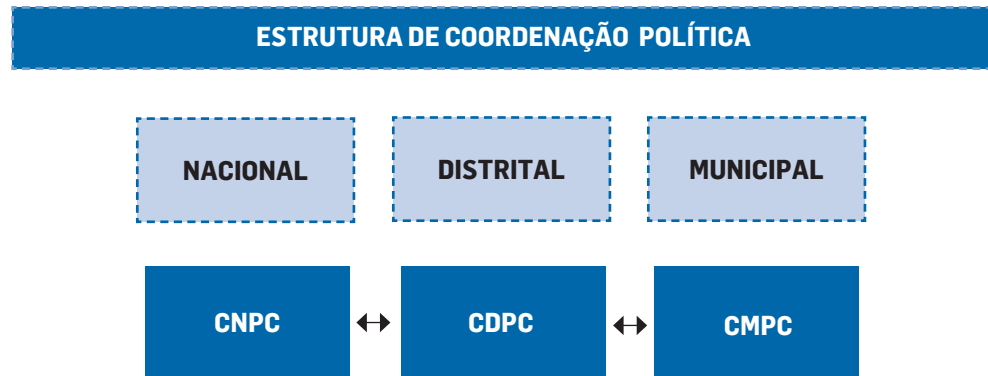 ESTRUTURA DE COORDENAÇÃO POLÍTICA
NACIONAL
DISTRITAL
MUNICIPAL
CNPC
CDPC
CMPC